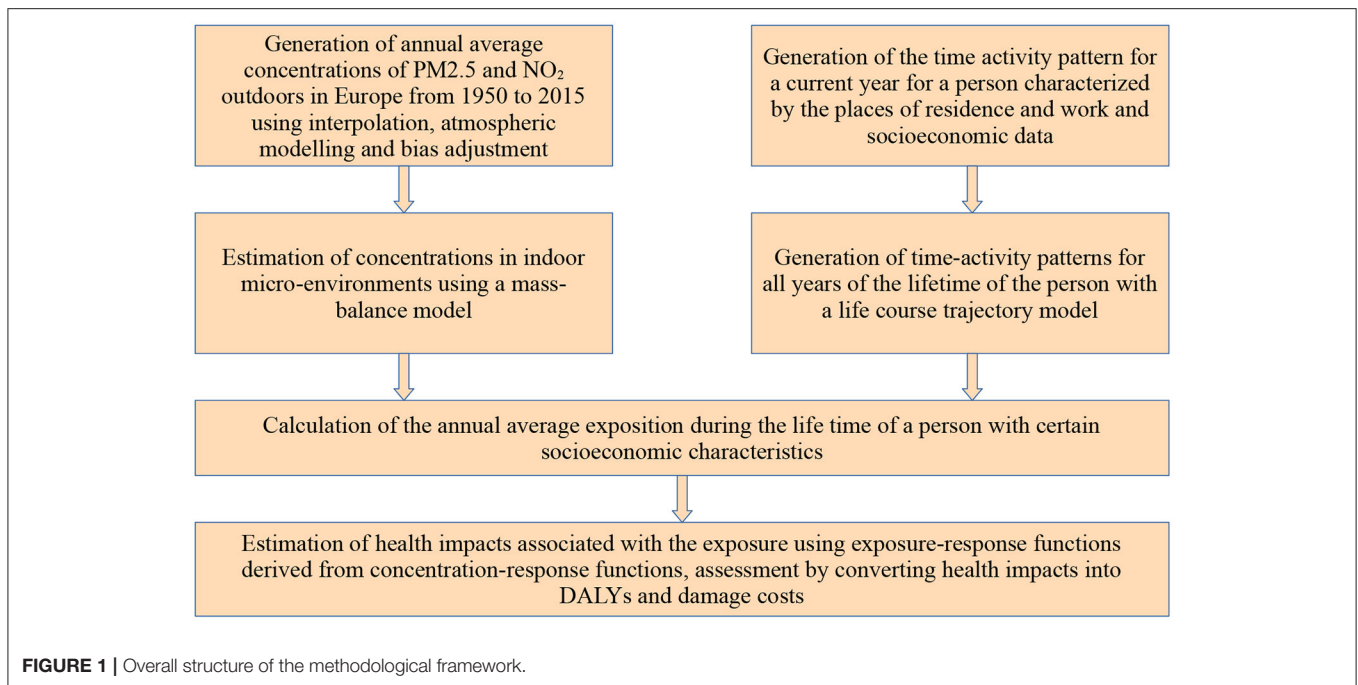 Generation of annual average
concentrations of PM2.5 and NO₂
outdoors in Europe from 1950 to 2015
using interpolation, atmospheric
modelling and bias adjustment
Generation of the time activity pattern for
a current year for a person characterized
by the places of residence and work and
socioeconomic data
Estimation of concentrations in indoor
micro-environments using a mass-
balance model
Generation of time-activity patterns for
all years of the lifetime of the person with
a life course trajectory model
Calculation of the annual average exposition during the life time of a person with certain
socioeconomic characteristics
Estimation of health impacts associated with the exposure using exposure-response functions
derived from concentration-response functions, assessment by converting health impacts into
DALYs and damage costs
FIGURE 1 | Overall structure of the methodological framework.